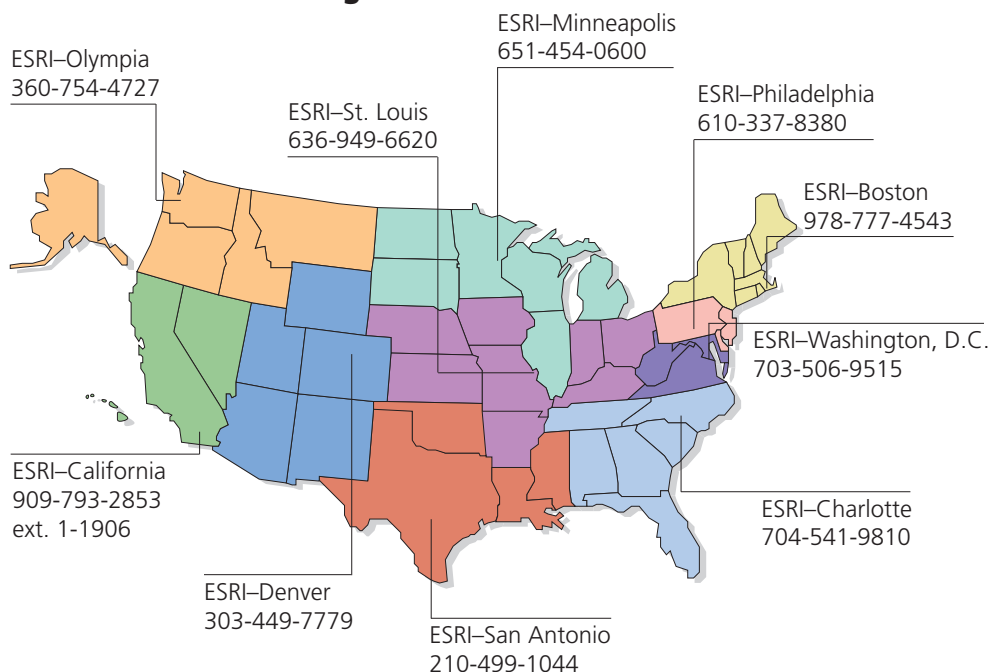 ESRI–Minneapolis
651-454-0600
ESRI–Olympia
360-754-4727
ESRI–St. Louis
636-949-6620
ESRI–Philadelphia
610-337-8380
ESRI–Boston
978-777-4543
ESRI–Washington, D.C.
703-506-9515
ESRI–California
909-793-2853
ext. 1-1906
ESRI–Charlotte
704-541-9810
ESRI–Denver
303-449-7779
ESRI–San Antonio
210-499-1044